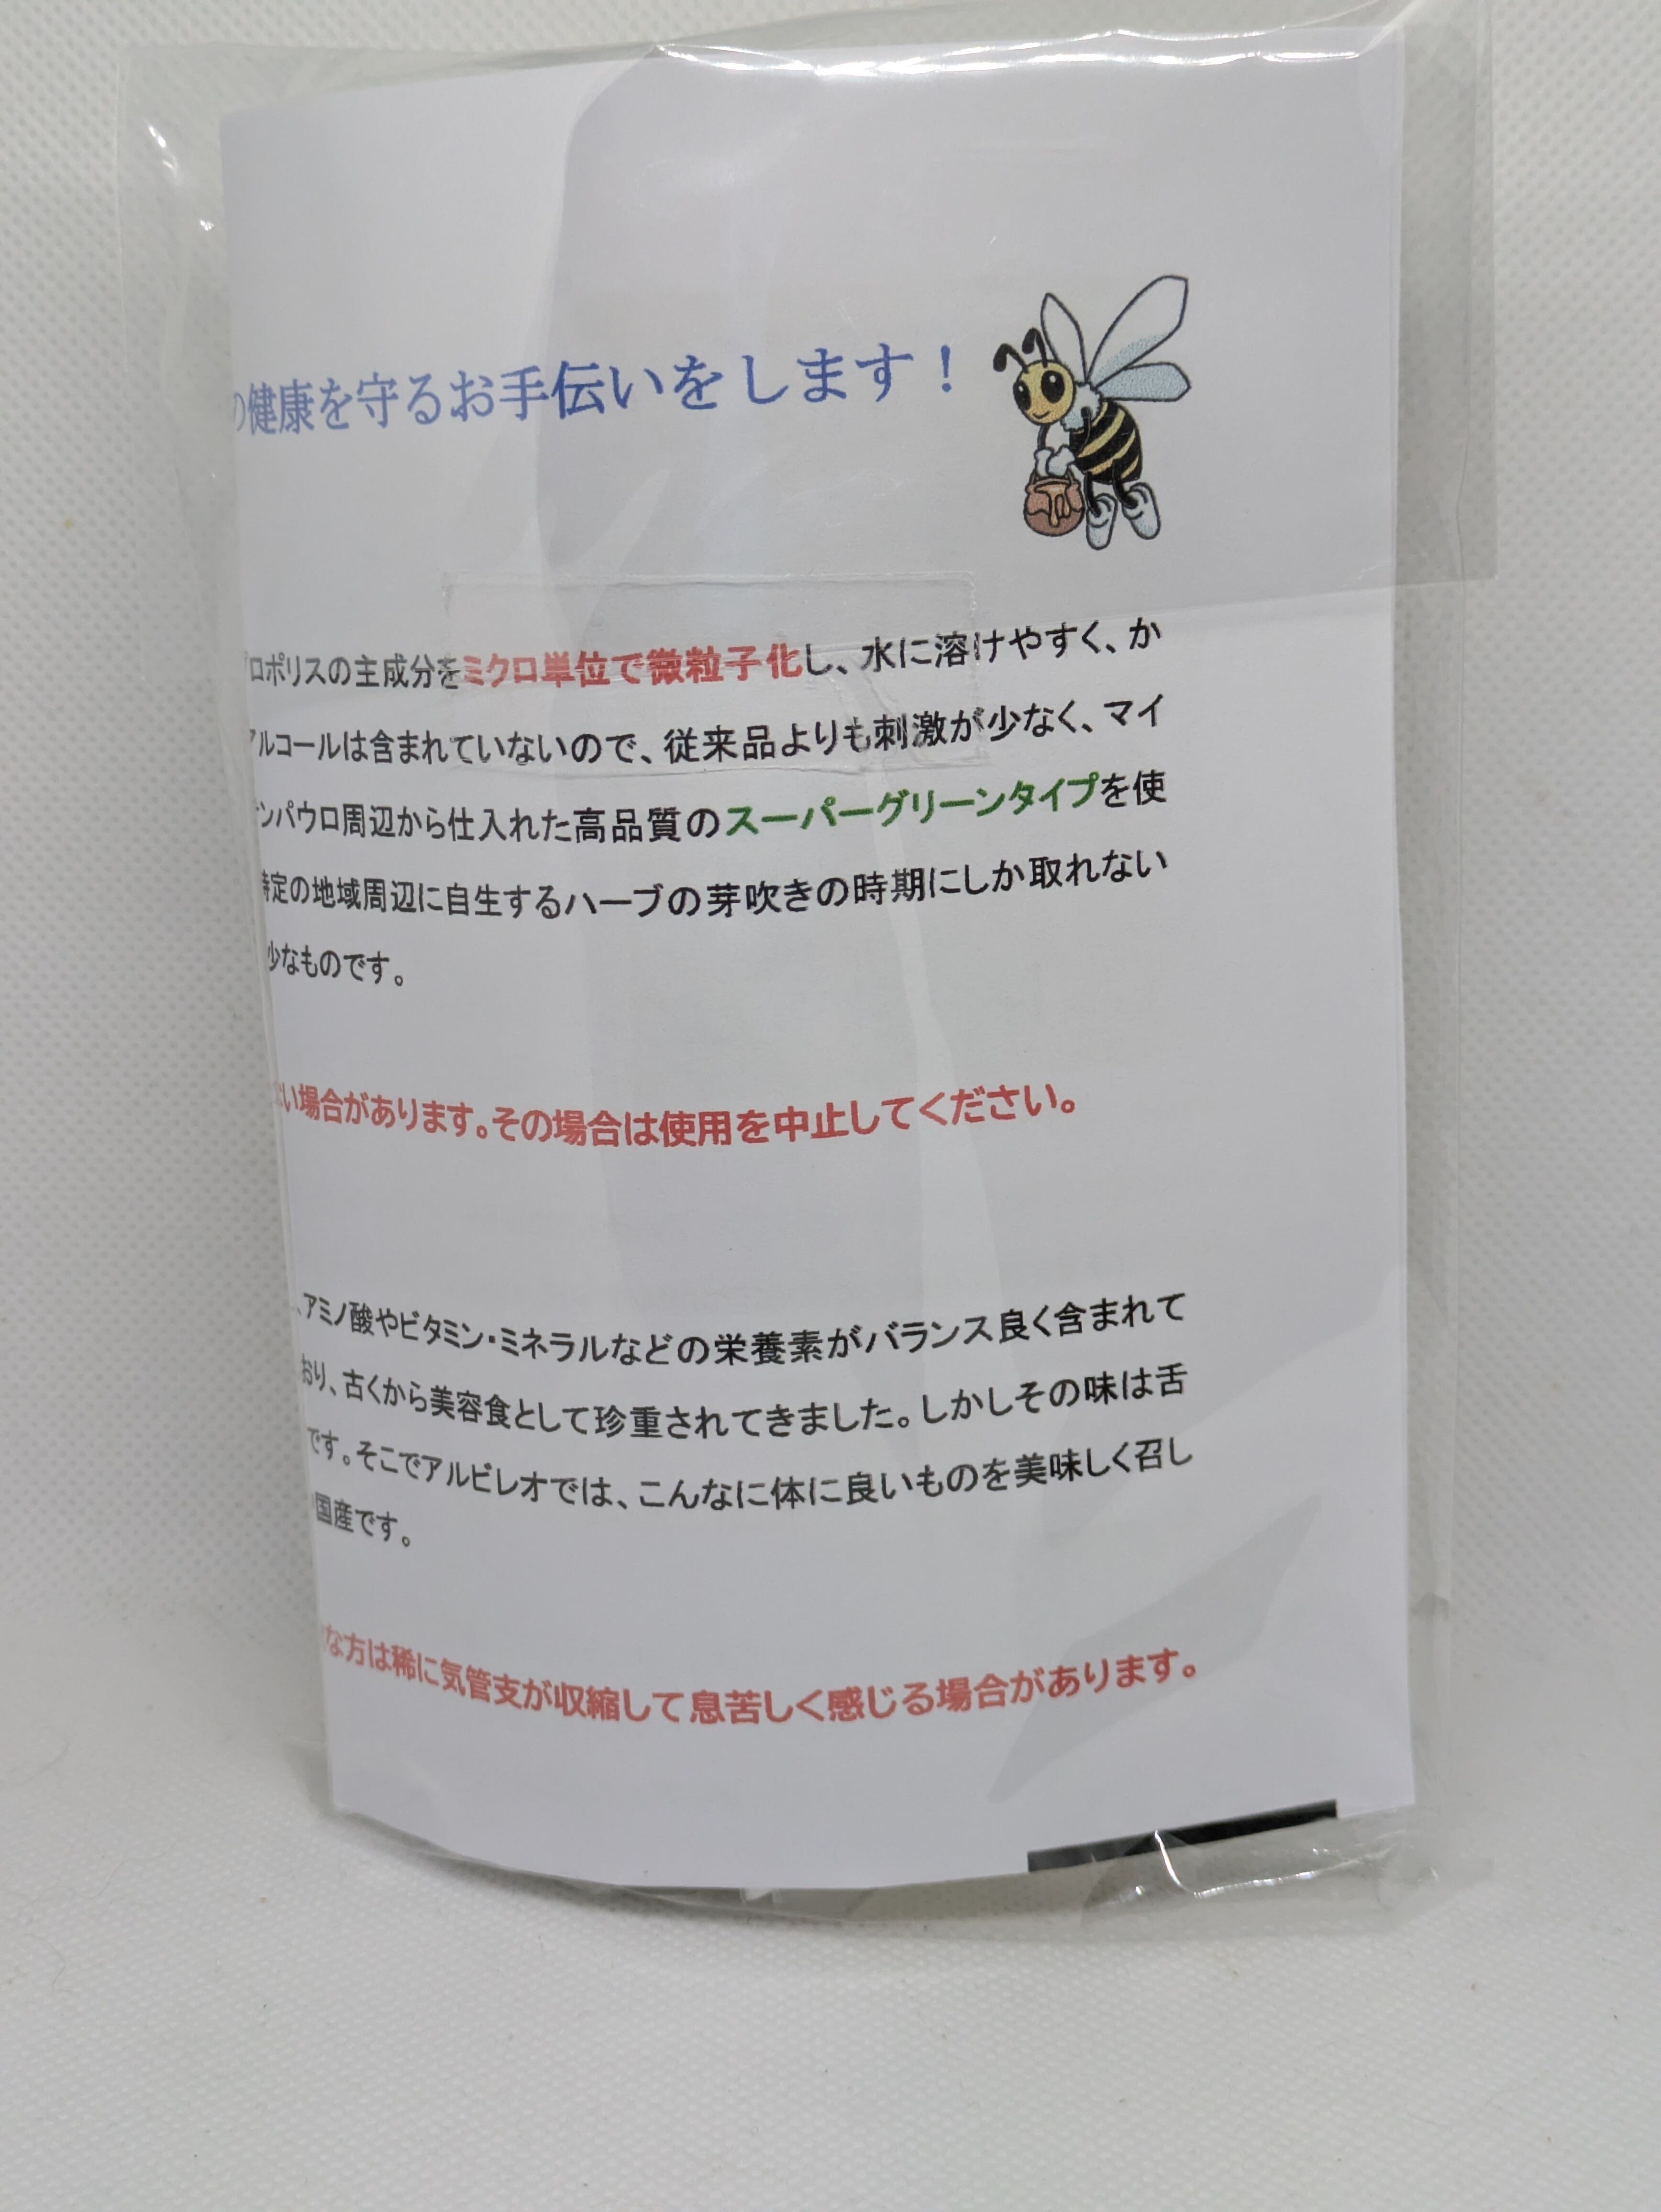 の健康を守るお手伝いをします！
ロポリスの主成分をミクロ単位で微粒子化し、水に溶けやすく、か
アルコールは含まれていないので、従来品よりも刺激が少なく、マイ
ンパウロ周辺から仕入れた高品質のスーパーグリーンタイプを使
特定の地域周辺に自生するハーブの芽吹きの時期にしか取れない
少なものです。
い場合があります。その場合は使用を中止してください。
、アミノ酸やビタミン・ミネラルなどの栄養素がバランス良く含まれて
おり、古くから美容食として珍重されてきました。しかしその味は舌
です。そこでアルビレオでは、こんなに体に良いものを美味しく召し
国産です。
な方は稀に気管支が収縮して息苦しく感じる場合があります。